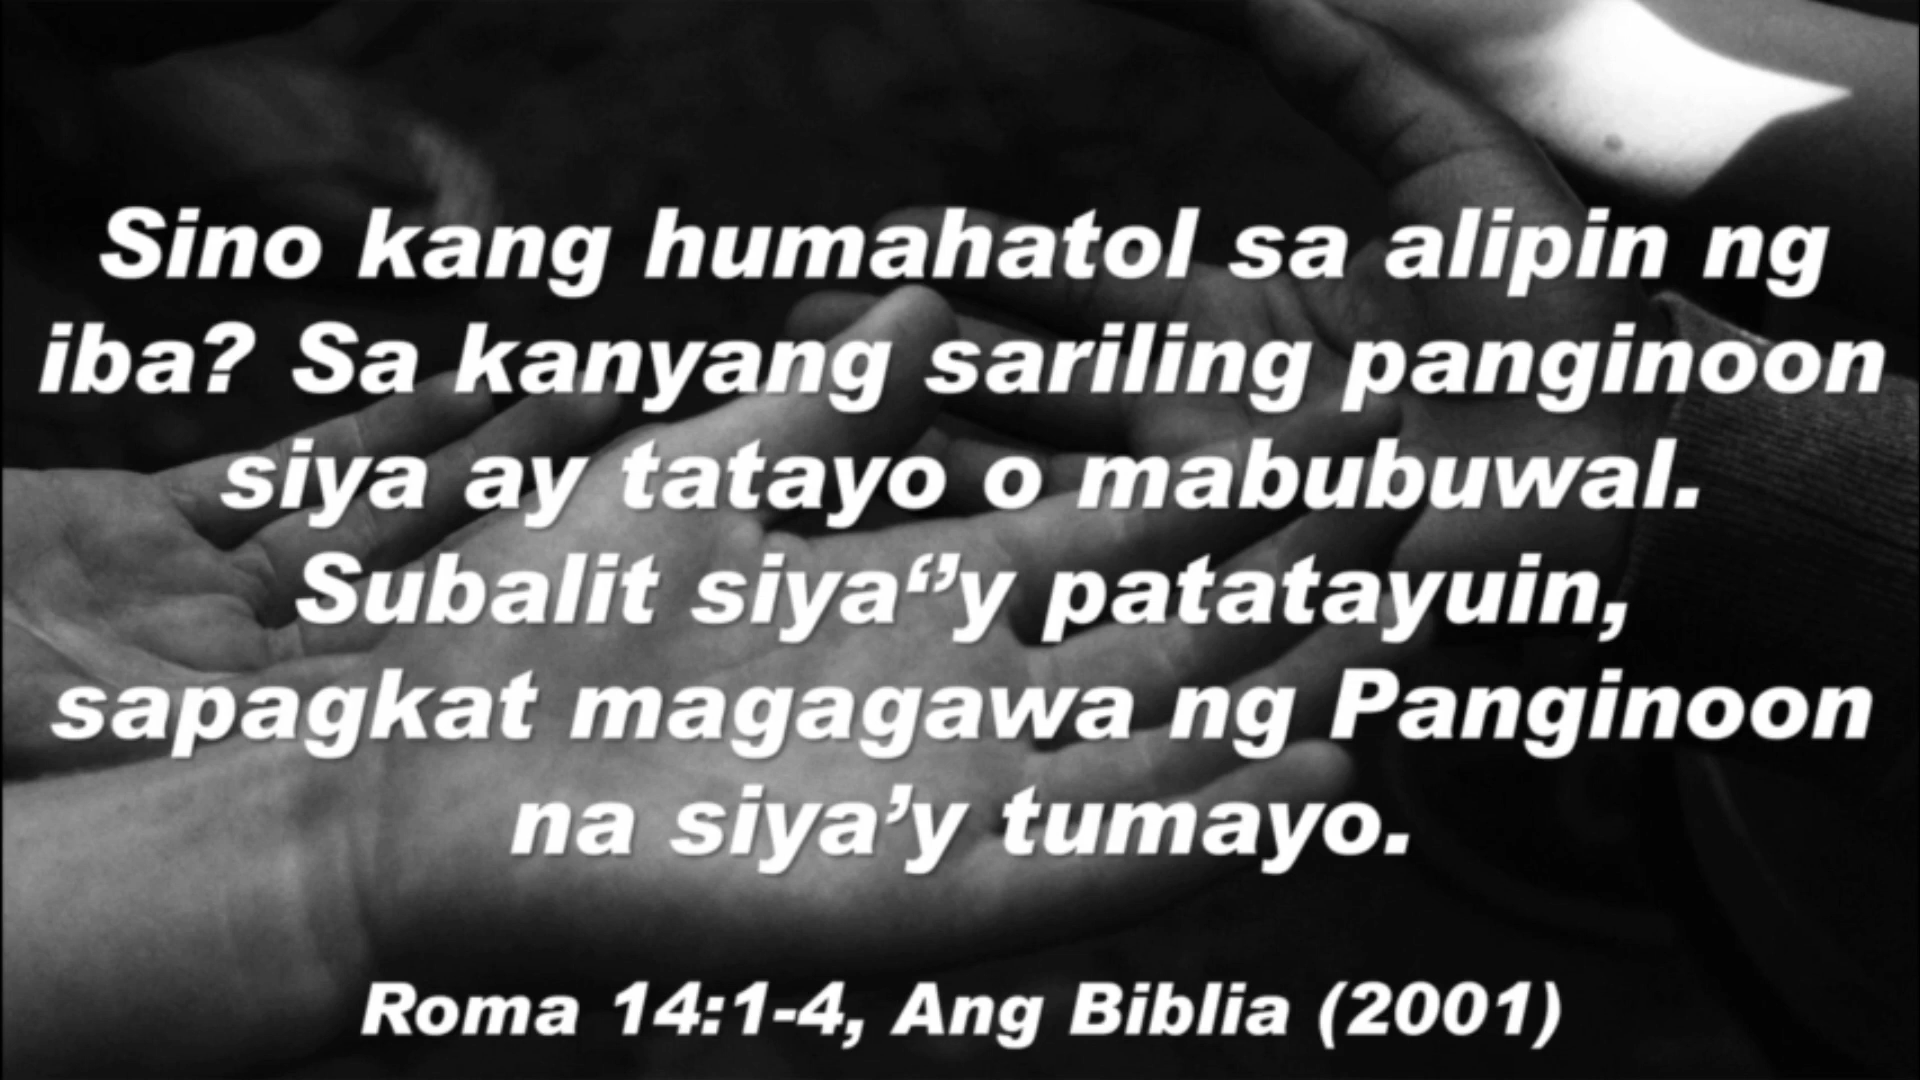 Sino kang humahatol sa alipin ng
iba? Sa kanyang sariling panginoon
siya ay tatayo o mabubuwal.
Subalit siya‘’y patatayuin,
sapagkat magagawa ng Panginoon
na siya’y tumayo.
Roma 14:1-4, Ang Biblia (2001)